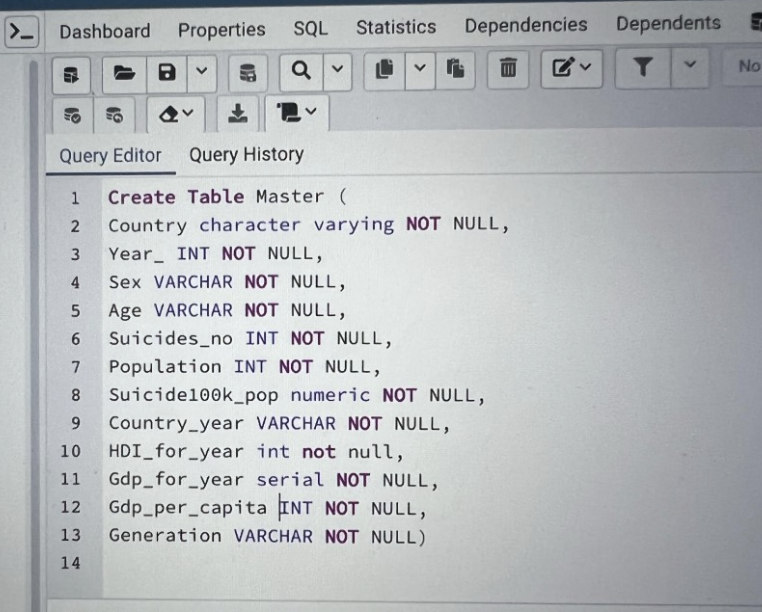 Dashboard Properties SQL Statistics Dependencies Dependents
No
Query Editor Query History
1 Create Table Master (
2 Country character varying NOT NULL,
3 Year_ INT NOT NULL,
4 Sex VARCHAR NOT NULL,
5 Age VARCHAR NOT NULL,
6 Suicides_no INT NOT NULL,
7 Population INT NOT NULL,
8 Suicide100k_pop numeric NOT NULL,
9 Country_year VARCHAR NOT NULL,
10 HDI_for_year int not null,
11 Gdp_for_year serial NOT NULL,
12 Gdp_per_capita INT NOT NULL,
13 Generation VARCHAR NOT NULL)
14